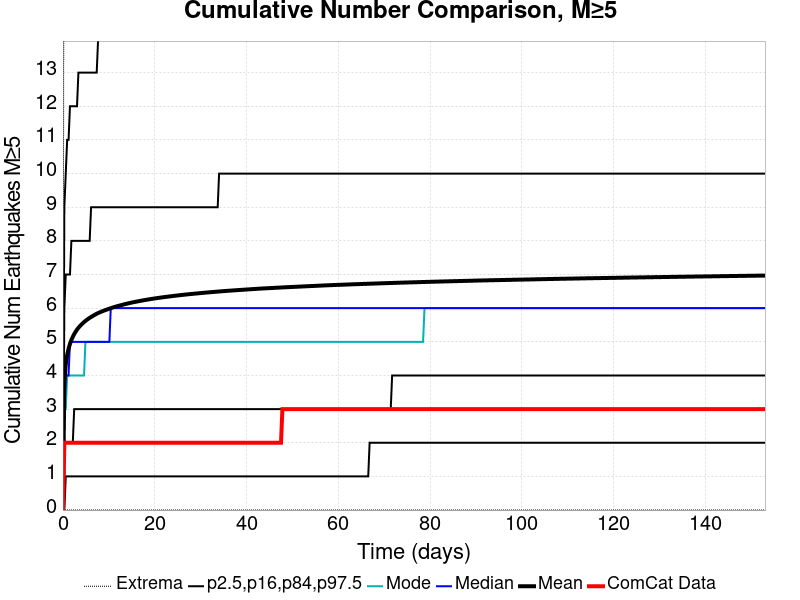 Cumulative Number Comparison, M≥5
Cumulative Num Earthquakes M≥5
13
12
11
10
9
8
7
6
5
4
3
2
1
0
0 20 40 60 80 100 120 140
Time (days)
Extrema p2.5,p16,p84,p97.5 Mode Median Mean ComCat Data